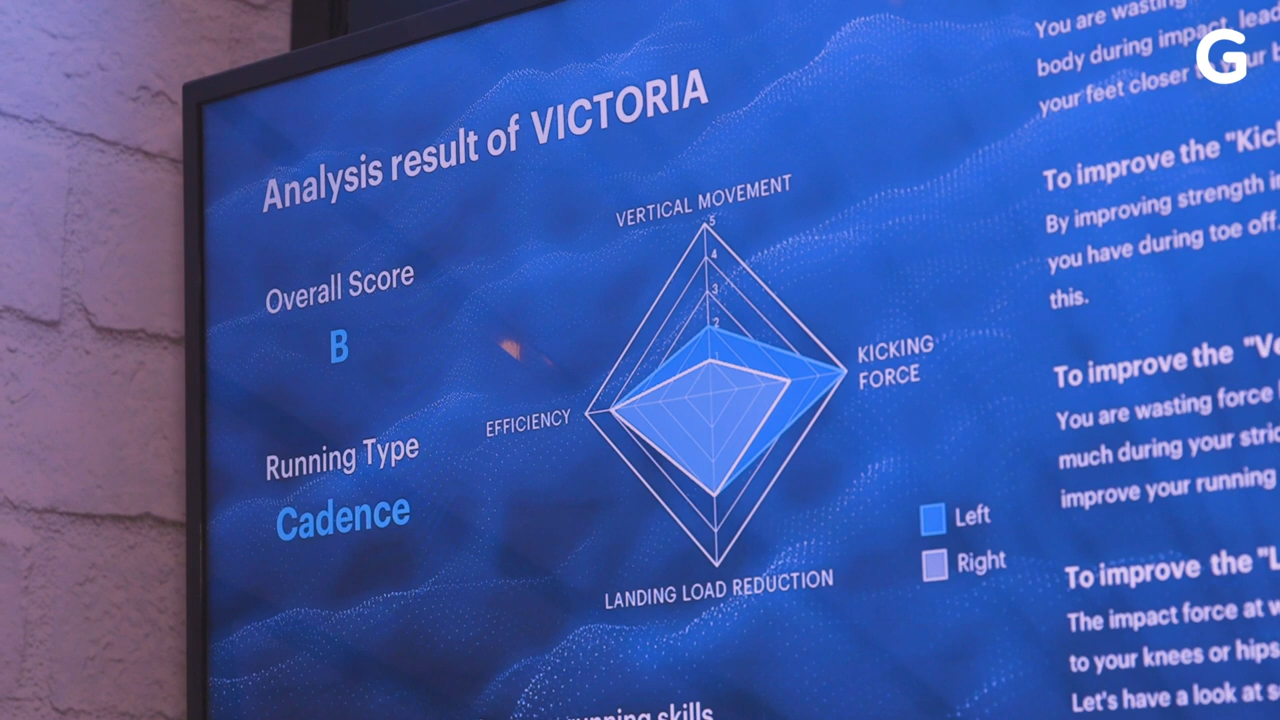 G
Analysis result of VICTORIA
Overall Score
B
Running Type
Cadence
VERTICAL MOVEMENT
5
4
3
2
1
KICKING
FORCE
EFFICIENCY
LANDING LOAD REDUCTION
Left
Right
skills
You are wasting
body during impact, lead
your feet closer to your b
To improve the "Kick
By improving strength i
you have during toe off.
this.
To improve the "Ve
You are wasting force
much during your stri
improve your running
To improve the "L
The impact force at w
to your knees or hips
Let's have a look at s